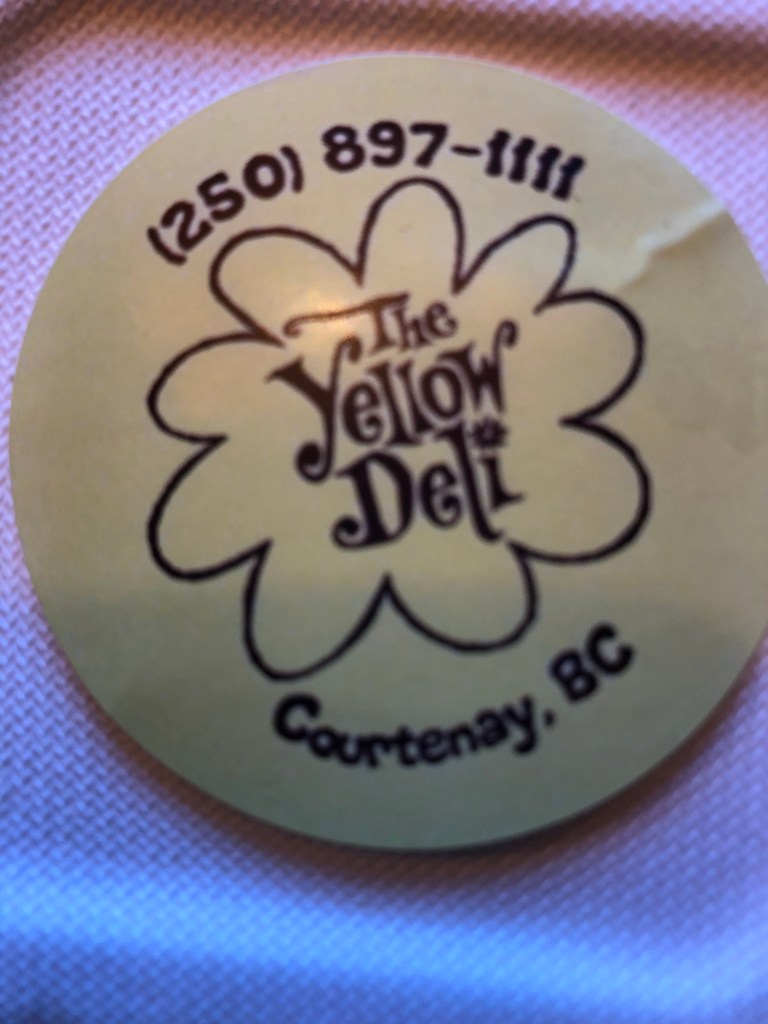 (250) 897-1111
The
Yellow
Deli
Courtenay, BC